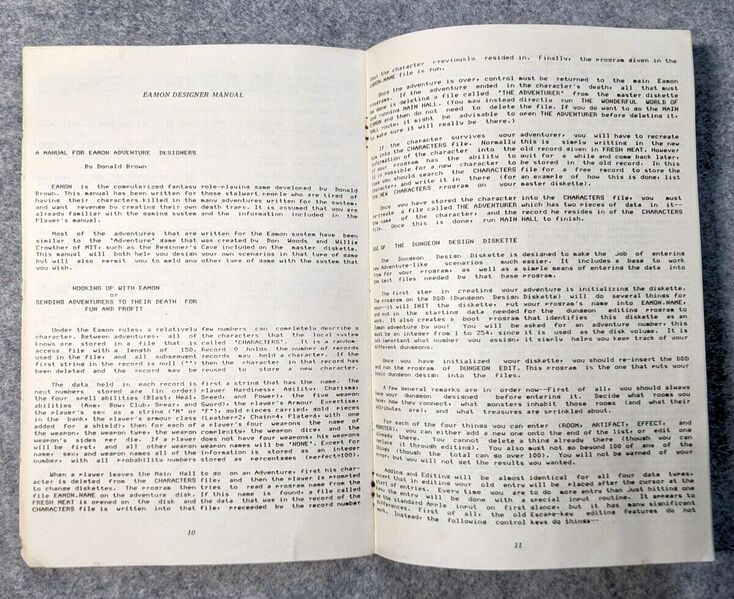 EAMON DESIGNER MANUAL
A MANUAL FOR EAMON ADVENTURE DESIGNERS
By Donald Brown
EAMON is the computerized fantasy role-playing game developed by Donald
Brown. This manual has been written for those stalwart people who are tired of
having their characters killed in the many adventures written for the system,
and want revenge by creating their own death traps. It is assumed that you are
already familiar with the gaming system and the information included in the
Player's manual.
Most of the adventures that are written for the Eamon system have been
similar to the "Adventure" game that was created by Don Woods and Willie
Crowther of MIT, such as the Beginner's Cave included on the master diskette.
This manual will both help you design your own scenarios in that type of game
but will also permit you to meld any other type of game with the system that
you wish.
HOOKING UP WITH EAMON
or
SENDING ADVENTURERS TO THEIR DEATH FOR
FUN AND PROFIT
Under the Eamon rules, a relatively few numbers can completely describe a
character. Between adventures, all of the characters that the local system
known are stored in a file that is called "CHARACTERS". It is a random-
access file with a length of 150. Record 0 holds the number of records
used in the file, and all subsequent records may hold a character. If the
first string in the record is null ("") then the character in that record has
been deleted and the record may be reused to store a new character.
The data held in each record is first a string that has the name. The
next numbers stored are (in order) player Hardiness, Agility, Charisma,
the four spell abilities (Blast, Heal, Speed, and Power), the five weapon
abilities (Axe, Bow, Club, Spear, and Sword), the player's Armour Expertise,
the player's sex as a string ("M" or "F"), gold pieces carried, gold pieces
in the bank, the player's armour class (Leather=2, Chain=4, Plate=6 with one
added for a shield), then for each of a player's four weapons the name of
the weapon, the weapon type, the weapon complexity, the weapon dice, and the
weapon's sides per die. If a player does not have four weapons, his weapons
will be first, and all other weapon names will be 'NONE'. Except for
name, sex, and weapon names all of the information is stored as an integer
number, with all probability numbers stored as percentages (perfect=100).
When a player leaves the Main Hall to go on an Adventure, first his char-
acter is deleted from the CHARACTERS file, and then the player is prompted
to change diskettes. The program then tries to read a program name from the
file EAMON.NAME on the adventure disk, if this name is found, a file called
FRESH MEAT is opened on the disk and the data that was in the record of the
CHARACTERS file is written into that file, preceeded by the record number
10
that the character previously resided in. Finally, the program given in the
EAMON.NAME file is run.
Once the adventure is over, control must be returned to the main Eamon
programs. If the adventure ended in the character's death, all that must
be done is deleting a file called "THE ADVENTURER" from the master diskette
and running MAIN HALL. (You may instead directly run THE WONDERFUL WORLD OF
EAMON and then do not need to delete the file. If you do want to go the MAIN
HALL route, it might be advisable to open THE ADVENTURER before deleting it,
to make sure it will really be there.)
If the character survives your adventurer, you will have to recreate
him into the CHARACTERS file. Normally this is simply writing in the new
information of the character into the old record given in FRESH MEAT. However
if your program has the ability to quit for a while and come back later,
it is possible for a new character to be stored in the old record. In this
case you should search the CHARACTERS file for a free record to store the
characters and write it in there (for an example of how this is done, list
the NEW CHARACTERS program on your master diskette).
Once you have stored the character into the CHARACTERS file, you must
recreate a file called THE ADVENTURER which has two pieces of data in it--
the name of the character, and the record he resides in of the CHARACTERS
file. Once this is done, run MAIN HALL to finish.
USE OF THE DUNGEON DESIGN DISKETTE
The Dungeon Design Diskette is designed to make the Job of entering
new Adventure-like scenarios much easier. It includes a base to work
from for your program, as well as a simple means of entering the data into
the text files needed by that base program.
The first step in creating your adventure is initializing the diskette.
The program on the DDD (Dungeon Design Diskette) will do several things for
your--it will INIT the diskette, put your program's name into EAMON.NAME,
and put in the starting data needed for the dungeon editing program to
work. It also creates a boot program that identifies this diskette as an
Eamon adventure by you! You will be asked for an adventure number, this
must be an integer from 1 to 254, since it is used as the disk volume. It is
not important what number you assign, it simply helps you keep track of your
different dungeons.
Once you have initialized your diskette, you should re-insert the DDD
and run the program of DUNGEON EDIT. This is the program that puts your
basic dungeon design into the files.
A few general remarks are in order now--First of all, you should always
have your dungeon designed before entering it. Decide what rooms you
have, how they connect, what monsters inhabit those rooms (and what their
attributes are), and what treasures are sprinkled about.
For each of the four things you can enter (ROOM, ARTIFACT, EFFECT, and
MONSTER), you can either add a new one onto the end of the list, or edit one
already there. You cannot delete a thing already there (though you can
change it through editing). You also must not go beyond 100 of any of the
things (though the total can go over 100). You will not be warned of your
error, but you will not get the results you wanted.
Adding and Editing will be almost identical for all four data types,
except that in editing your old entry will be placed after the cursor at the
start of most entries. Every time you are to do more entry than just hitting one
key, the entry will be done with a special input routine. It appears to
be the standard Apple input on first glance, but it has many significant
differences. First of all, the old Escape-key editing features do not
work. Instead, the following control keys do things--
11